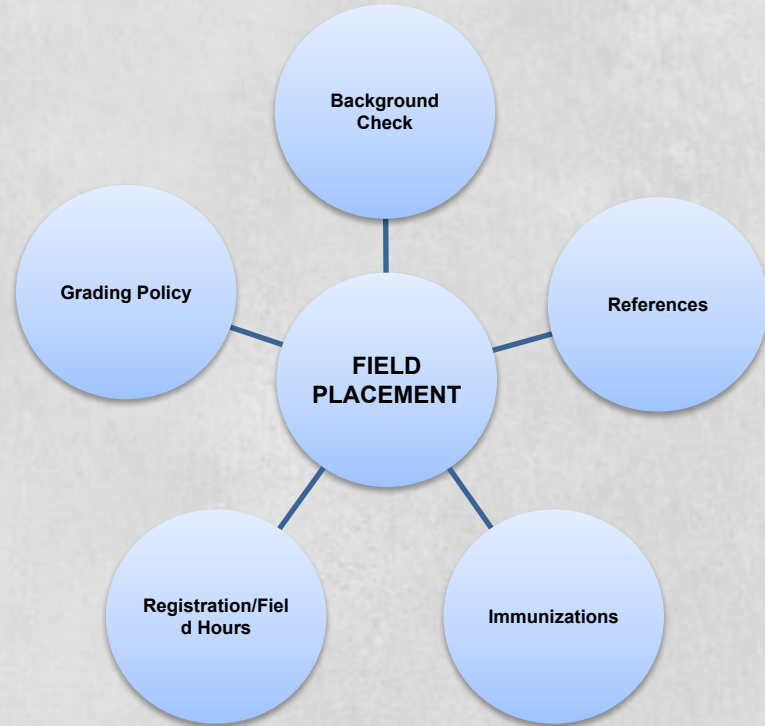 Background
Check
Grading Policy
References
FIELD
PLACEMENT
Registration/Fiel
d Hours
Immunizations